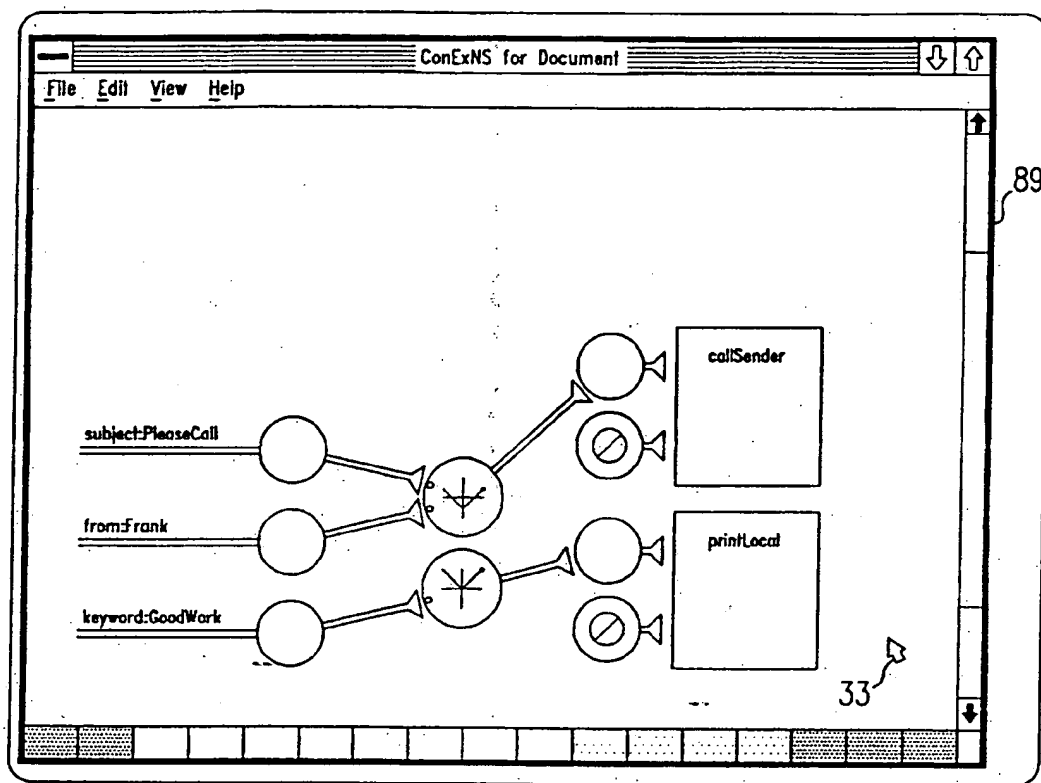 ConExNS for Document
File Edit View Help
89
callSender
subject:PleaseCall
from:Frank
printLocal
keyword:GoodWork
33